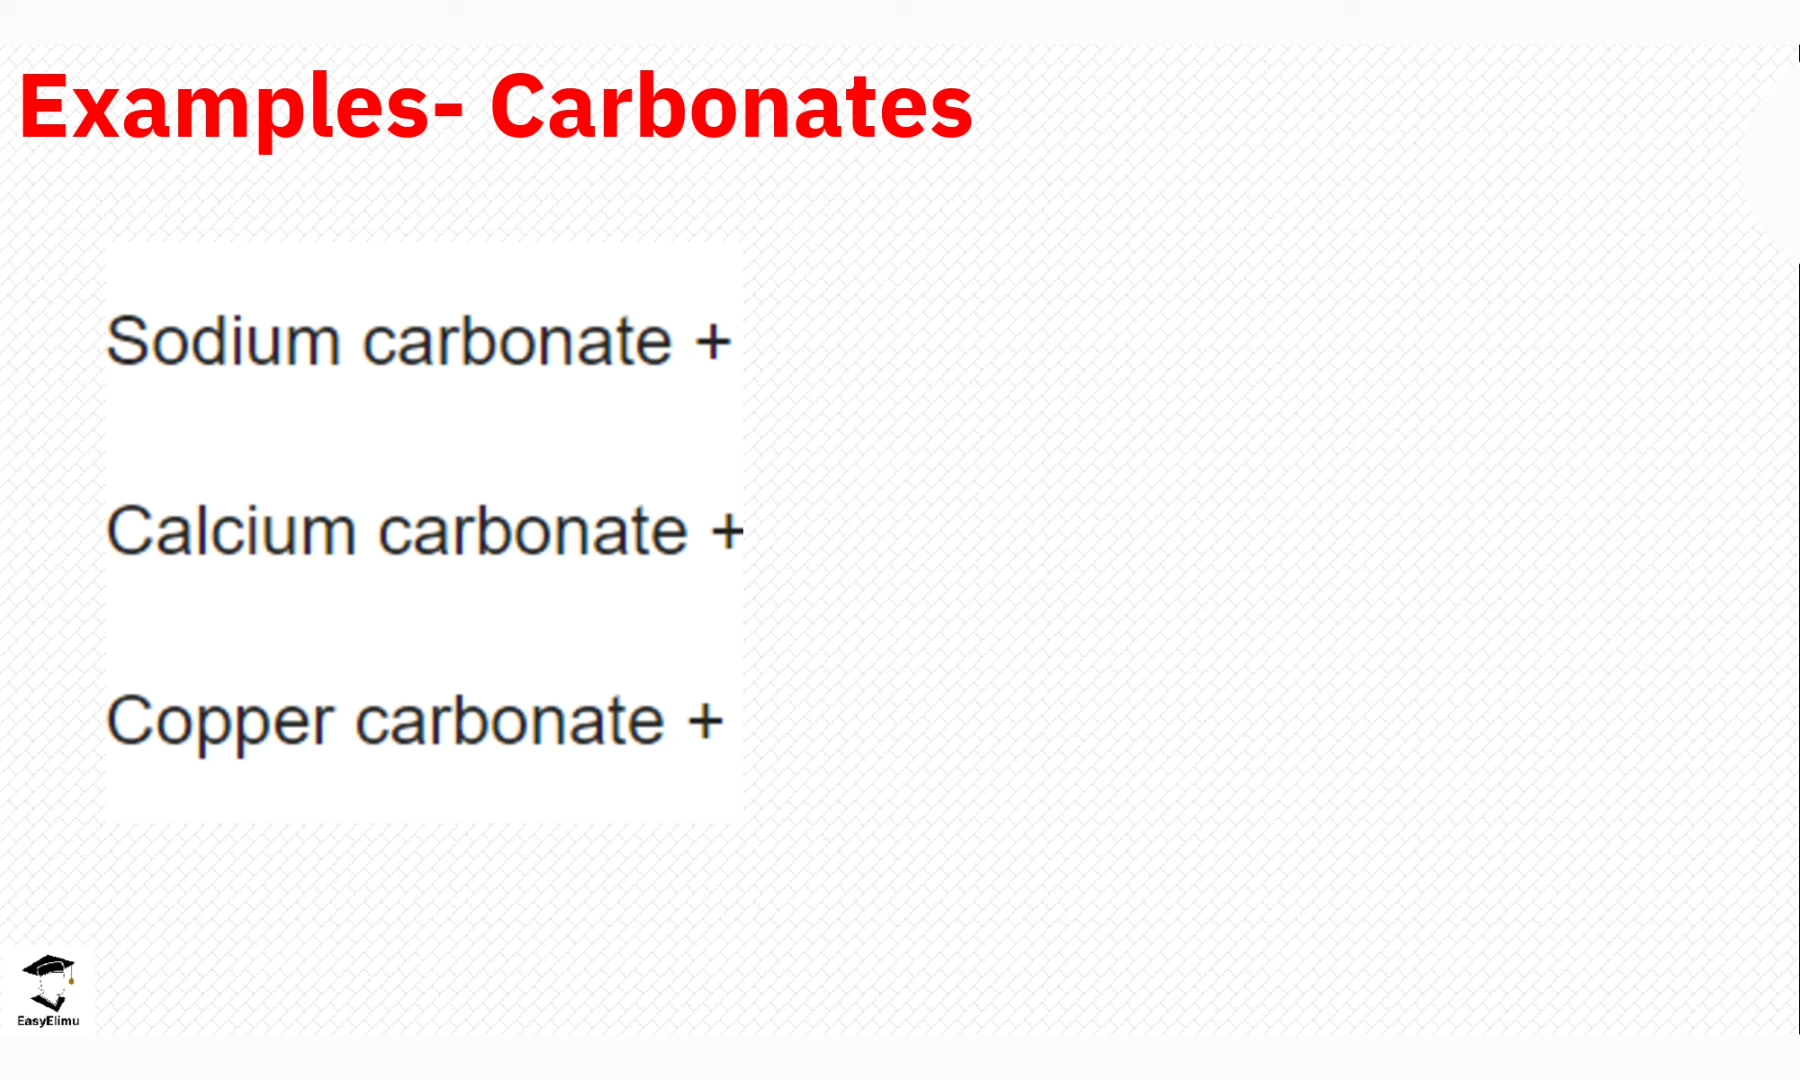 Examples- Carbonates
Sodium carbonate +
Calcium carbonate +
Copper carbonate +
EasyElimu